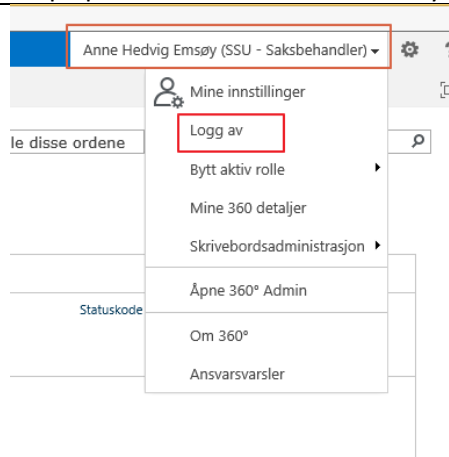 Anne Hedvig Emsøy (SSU - Saksbehandler)
Mine innstillinger
Logg av
le disse ordene
Bytt aktiv rolle
Mine 360 detaljer
Skrivebordsadministrasjon
Åpne 360° Admin
Statuskode
Om 360°
Ansvarsvarsler